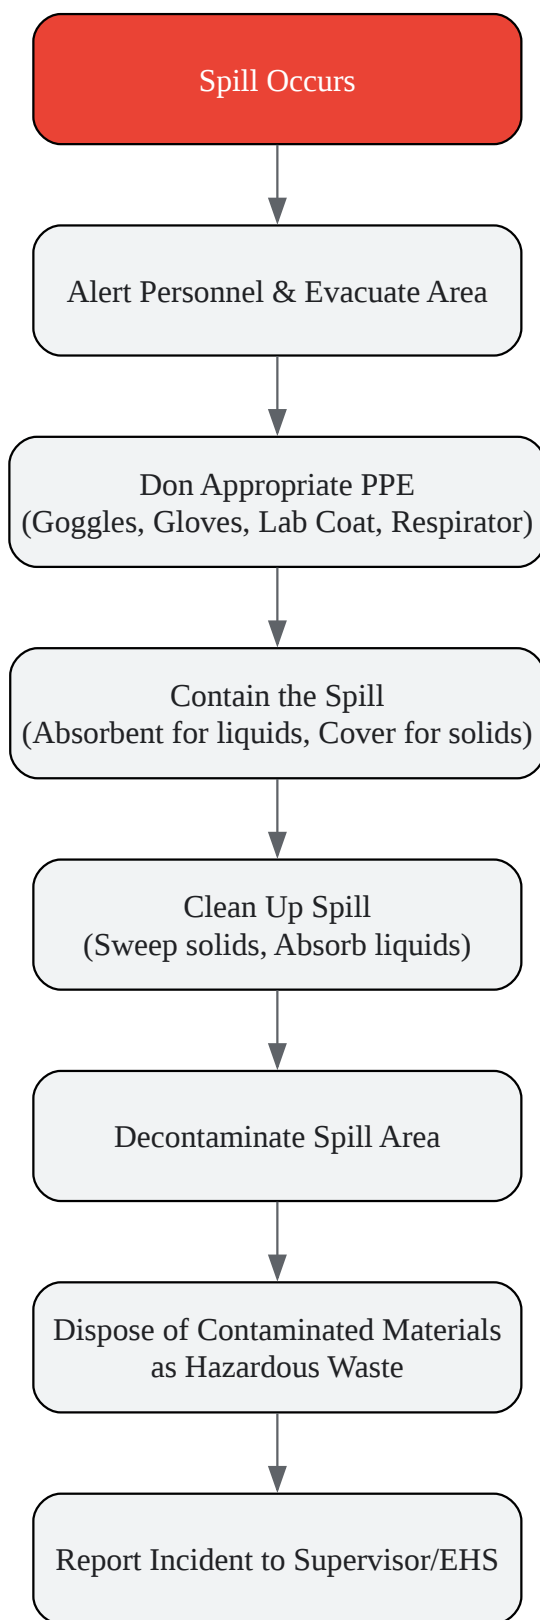 Spill Occurs
Alert Personnel & Evacuate Area
Don Appropriate PPE
(Goggles, Gloves, Lab Coat, Respirator)
Contain the Spill
(Absorbent for liquids, Cover for solids)
Clean Up Spill
(Sweep solids, Absorb liquids)
Decontaminate Spill Area
Dispose of Contaminated Materials
as Hazardous Waste
Report Incident to Supervisor/EHS